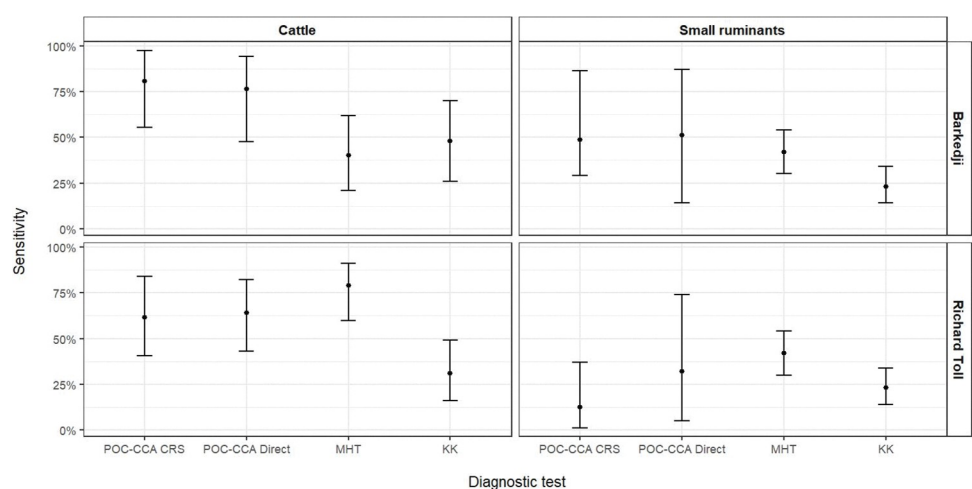 Cattle
Small ruminants
100%
75%
50%
25%
0%
Barkedji
100%
75%
50%
25%
0%
Richard Toll
Sensitivity
POC-CCA CRS
POC-CCA Direct
MHT
KK
POC-CCA CRS
POC-CCA Direct
MHT
KK
Diagnostic test